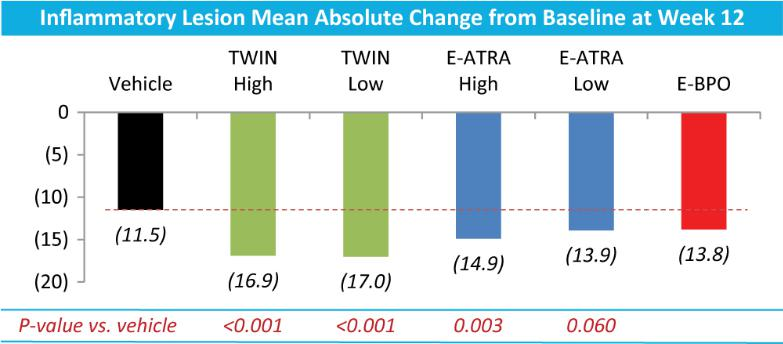 Inflammatory Lesion Mean Absolute Change from Baseline at Week 12
Vehicle
TWIN
High
TWIN
Low
E-ATRA
High
E-ATRA
Low
E-BPO
0
(5)
(10)
(15)
(20)
(11.5)
(16.9)
(17.0)
(14.9)
(13.9)
(13.8)
P-value vs. vehicle <0.001 <0.001 0.003 0.060